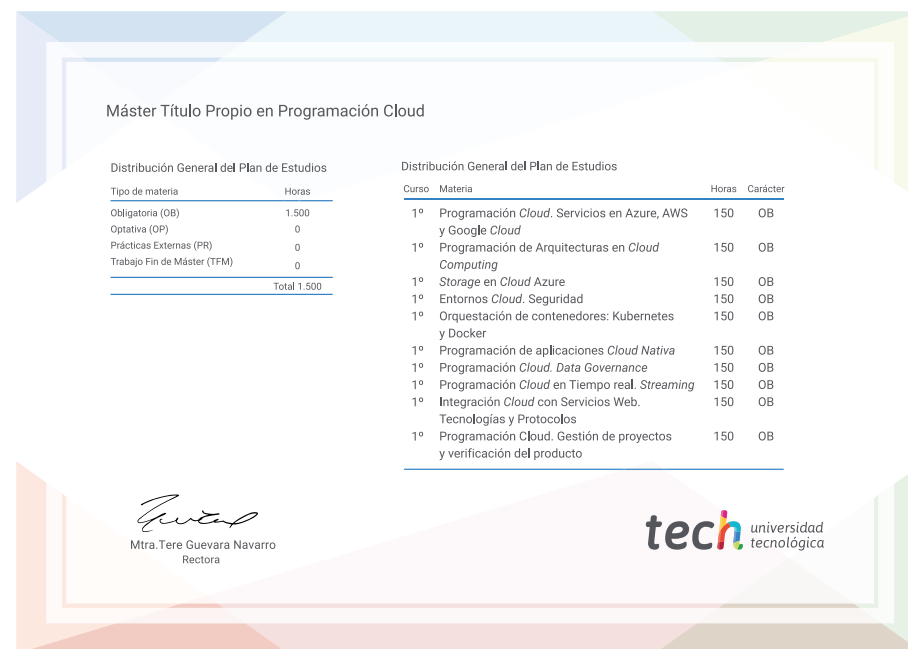 Máster Título Propio en Programación Cloud
Distribución General del Plan de Estudios
Tipo de materia Horas
Obligatoria (OB) 1.500
Optativa (OP) 0
Prácticas Externas (PR) 0
Trabajo Fin de Máster (TFM) 0
Total 1.500
Distribución General del Plan de Estudios
Curso Materia Horas Carácter
1º Programación Cloud. Servicios en Azure, AWS 150 OB
y Google Cloud
1º Programación de Arquitecturas en Cloud 150 OB
Computing
1º Storage en Cloud Azure 150 OB
1º Entornos Cloud. Seguridad 150 OB
1º Orquestación de contenedores: Kubernetes 150 OB
y Docker
1º Programación de aplicaciones Cloud Nativa 150 OB
1º Programación Cloud. Data Governance 150 OB
1º Programación Cloud en Tiempo real. Streaming 150 OB
1º Integración Cloud con Servicios Web. 150 OB
Tecnologías y Protocolos
1º Programación Cloud. Gestión de proyectos 150 OB
y verificación del producto
Mtra.Tere Guevara Navarro
Rectora
tech universidad
tecnológica